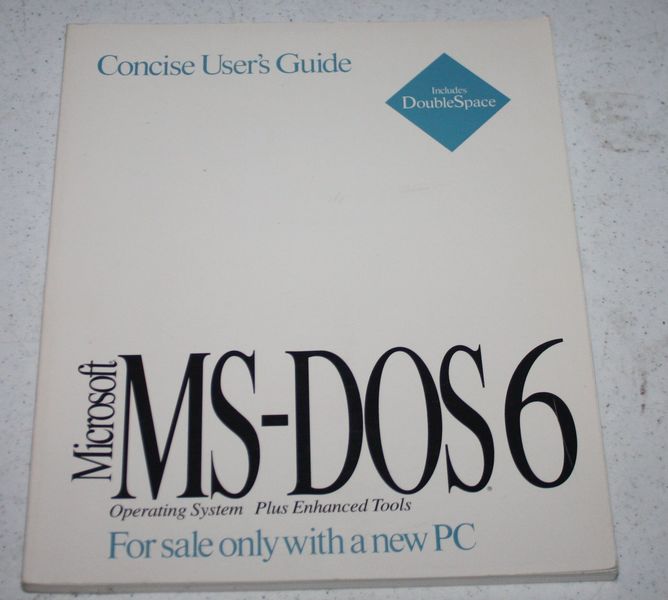 Concise User's Guide
Includes
DoubleSpace
Microsoft
MS-DOS 6
Operating System Plus Enhanced Tools
For sale only with a new PC